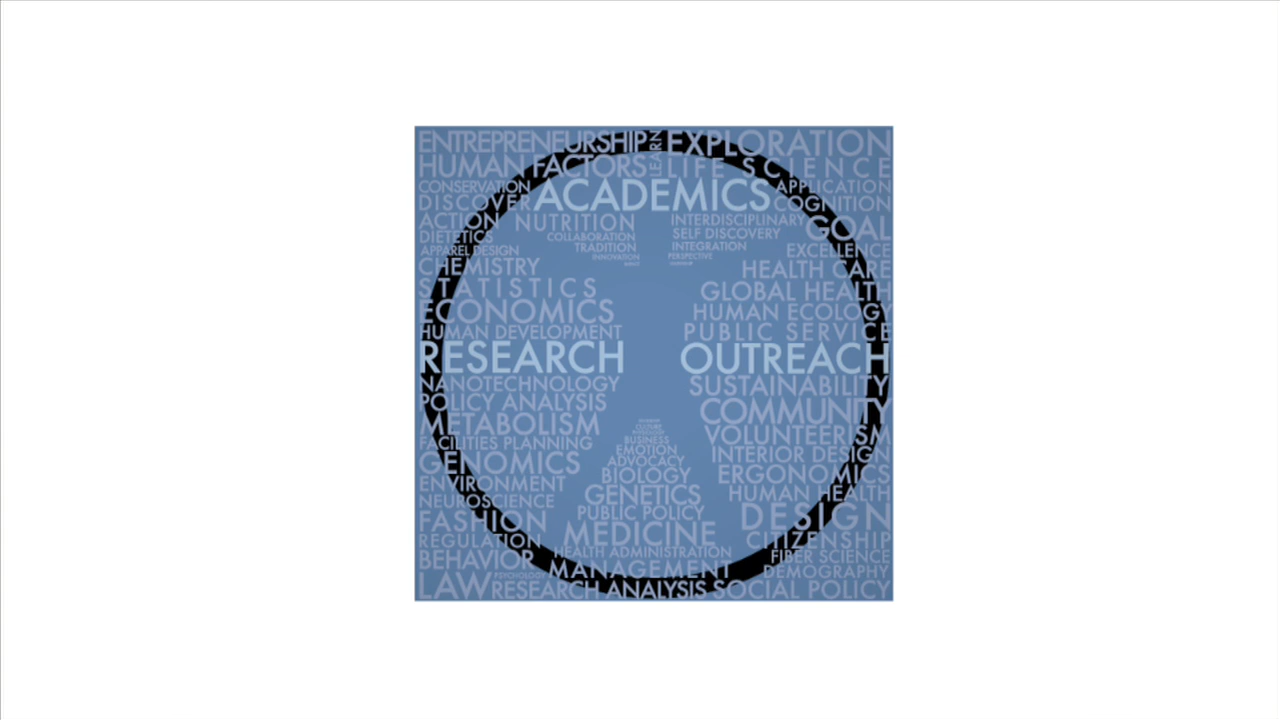 ENTREPRENEURSHIP LEARN EXPLORATION
HUMAN FACTORS LIFE SCIENCE
CONSERVATION ACADEMICS APPLICATION
DISCOVER COGNITION
ACTION NUTRITION INTERDISCIPLINARY GOAL
DIETETICS COLLABORATION SELF DISCOVERY
APPAREL DESIGN TRADITION INTEGRATION EXCELLENCE
INNOVATION PERSPECTIVE
CHEMISTRY HEALTH CARE
STATISTICS GLOBAL HEALTH
ECONOMICS HUMAN ECOLOGY
HUMAN DEVELOPMENT PUBLIC SERVICE
RESEARCH OUTREACH
NANOTECHNOLOGY SUSTAINABILITY
POLICY ANALYSIS COMMUNITY
METABOLISM CULTURE VOLUNTEERISM
FACILITIES PLANNING BUSINESS INTERIOR DESIGN
EMOTION
GENOMICS ADVOCACY ERGONOMICS
ENVIRONMENT BIOLOGY HUMAN HEALTH
NEUROSCIENCE GENETICS DESIGN
FASHION PUBLIC POLICY
REGULATION MEDICINE CITIZENSHIP
BEHAVIOR HEALTH ADMINISTRATION FIBER SCIENCE
MANAGEMENT DEMOGRAPHY
LAW PSYCHOLOGY RESEARCH ANALYSIS SOCIAL POLICY